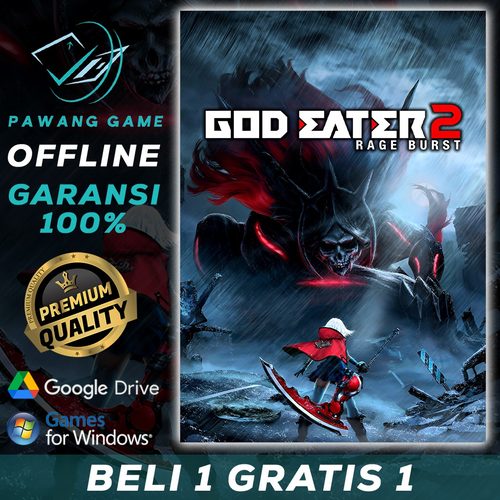 PAWANG GAME
OFFLINE
GARANSI
100%
PREMIUM
QUALITY
Google Drive
Games
for Windows®
GOD EATER 2
RAGE BURST
BELI 1 GRATIS 1